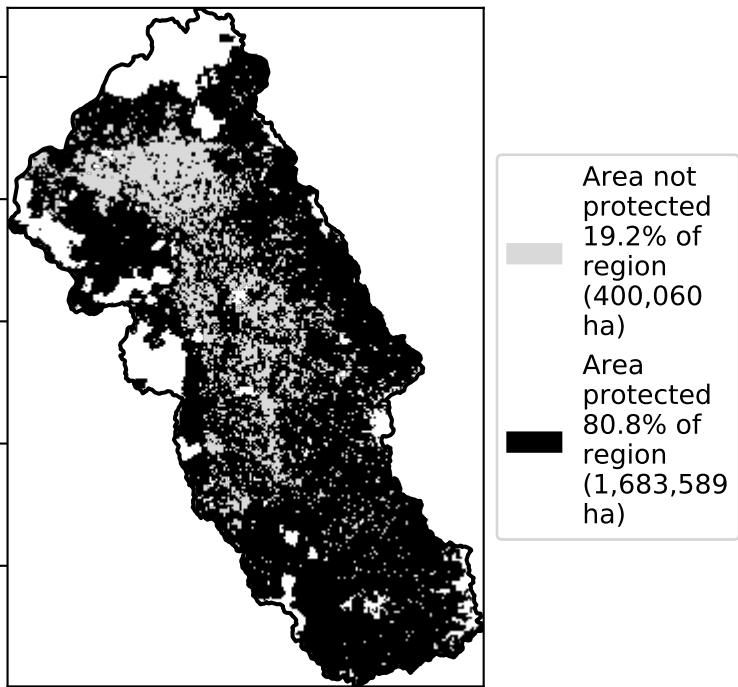 Area not
protected
19.2% of
region
(400,060
ha)
Area
protected
80.8% of
region
(1,683,589
ha)